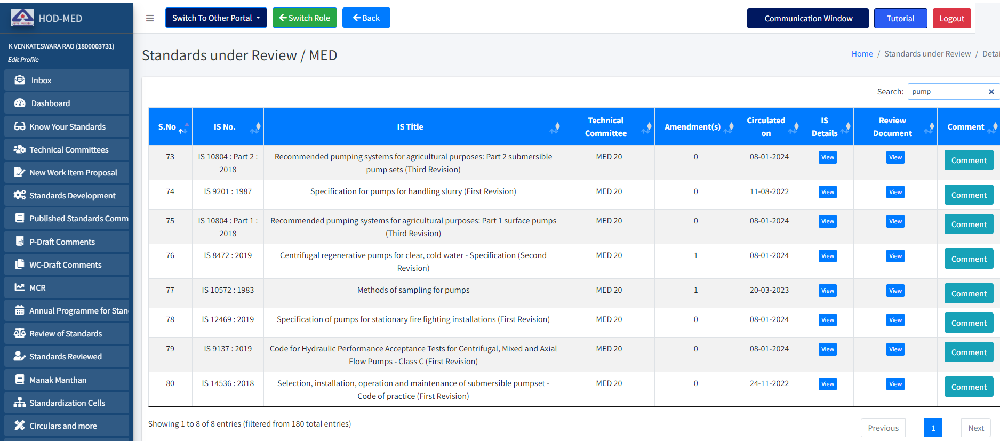 HOD-MED
Switch To Other Portal
Switch Role
Back
Communication Window
Tutorial
Logout
K VENKATESWARA RAO (1800003731)
Edit Profile
Inbox
Dashboard
Know Your Standards
Technical Committees
New Work Item Proposal
Standards Development
Published Standards Comm
P-Draft Comments
WC-Draft Comments
MCR
Annual Programme for Stan
Review of Standards
Standards Reviewed
Manak Manthan
Standardization Cells
Circulars and more
Standards under Review / MED
Home / Standards under Review / Detai
Search: pump
S.No IS No. IS Title Technical Committee Amendment(s) Circulated on IS Details Review Document Comment
73 IS 10804 : Part 2 : 2018 Recommended pumping systems for agricultural purposes: Part 2 submersible pump sets (Third Revision) MED 20 0 08-01-2024 View View Comment
74 IS 9201 : 1987 Specification for pumps for handling slurry (First Revision) MED 20 0 11-08-2022 View View Comment
75 IS 10804 : Part 1 : 2018 Recommended pumping systems for agricultural purposes: Part 1 surface pumps (Third Revision) MED 20 0 08-01-2024 View View Comment
76 IS 8472 : 2019 Centrifugal regenerative pumps for clear, cold water - Specification (Second Revision) MED 20 1 08-01-2024 View View Comment
77 IS 10572 : 1983 Methods of sampling for pumps MED 20 1 20-03-2023 View View Comment
78 IS 12469 : 2019 Specification of pumps for stationary fire fighting installations (First Revision) MED 20 0 08-01-2024 View View Comment
79 IS 9137 : 2019 Code for Hydraulic Performance Acceptance Tests for Centrifugal, Mixed and Axial Flow Pumps - Class C (First Revision) MED 20 0 08-01-2024 View View Comment
80 IS 14536 : 2018 Selection, installation, operation and maintenance of submersible pumpset - Code of practice (First Revision) MED 20 0 24-11-2022 View View Comment
Showing 1 to 8 of 8 entries (filtered from 180 total entries)
Previous 1 Next